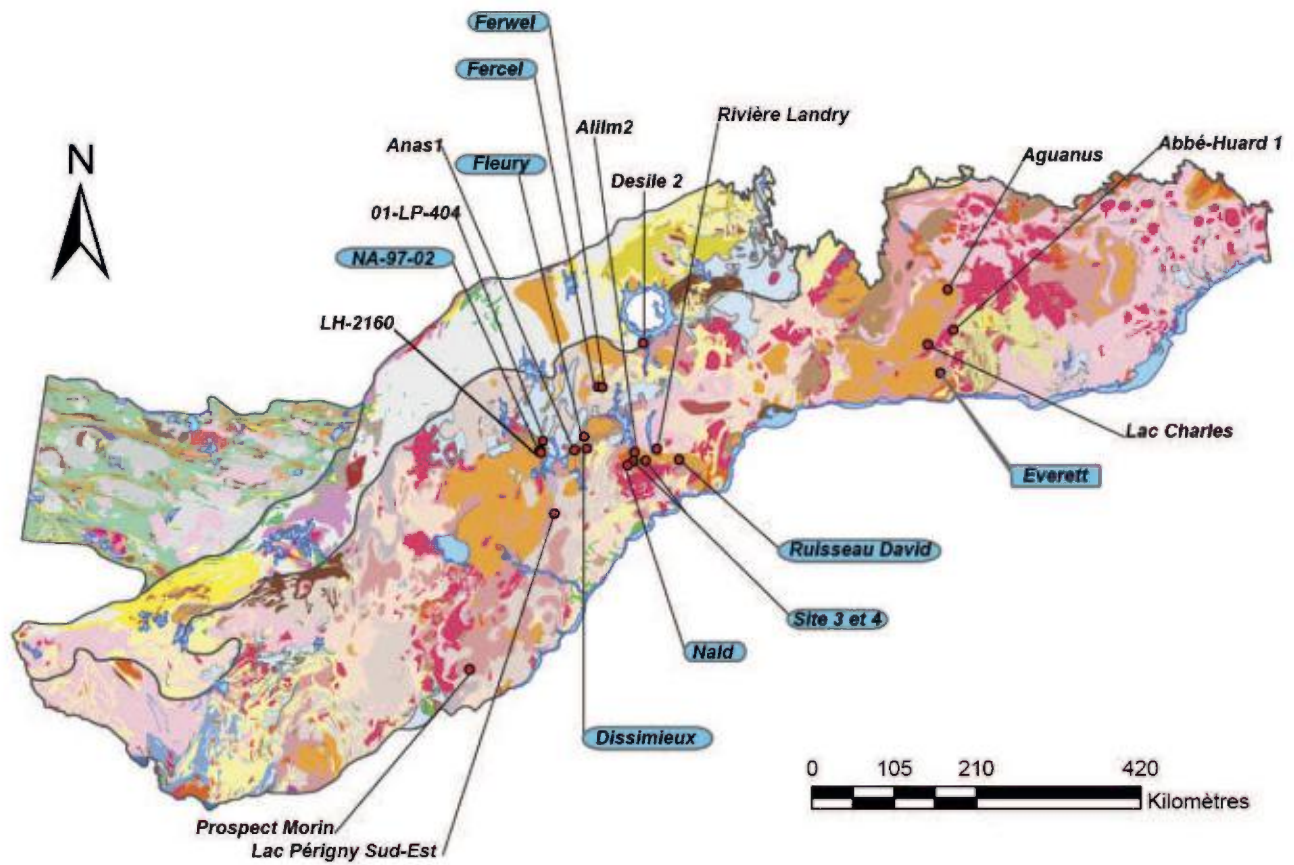 Ferwel
Fercel
Alilm2
Rivière Landry
Anas1
Fleury
Desile 2
Aguanus
Abbé-Huard 1
N
01-LP-404
NA-97-02
LH-2160
Lac Charles
Everett
Ruisseau David
Site 3 et 4
Nald
Dissimieux
0 105 210 420
Kilomètres
Prospect Morin
Lac Périgny Sud-Est